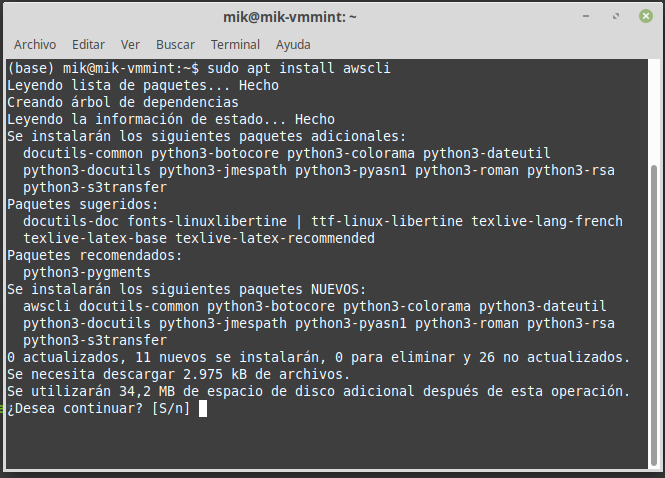 mik@mik-vmmint: ~
Archivo Editar Ver Buscar Terminal Ayuda
(base) mik@mik-vmmint:~$ sudo apt install awscli
Leyendo lista de paquetes... Hecho
Creando árbol de dependencias
Leyendo la información de estado... Hecho
Se instalarán los siguientes paquetes adicionales:
  docutils-common python3-botocore python3-colorama python3-dateutil
  python3-docutils python3-jmespath python3-pyasn1 python3-roman python3-rsa
  python3-s3transfer
Paquetes sugeridos:
  docutils-doc fonts-linuxlibertine | ttf-linux-libertine texlive-lang-french
  texlive-latex-base texlive-latex-recommended
Paquetes recomendados:
  python3-pygments
Se instalarán los siguientes paquetes NUEVOS:
  awscli docutils-common python3-botocore python3-colorama python3-dateutil
  python3-docutils python3-jmespath python3-pyasn1 python3-roman python3-rsa
  python3-s3transfer
0 actualizados, 11 nuevos se instalarán, 0 para eliminar y 26 no actualizados.
Se necesita descargar 2.975 kB de archivos.
Se utilizarán 34,2 MB de espacio de disco adicional después de esta operación.
¿Desea continuar? [S/n]